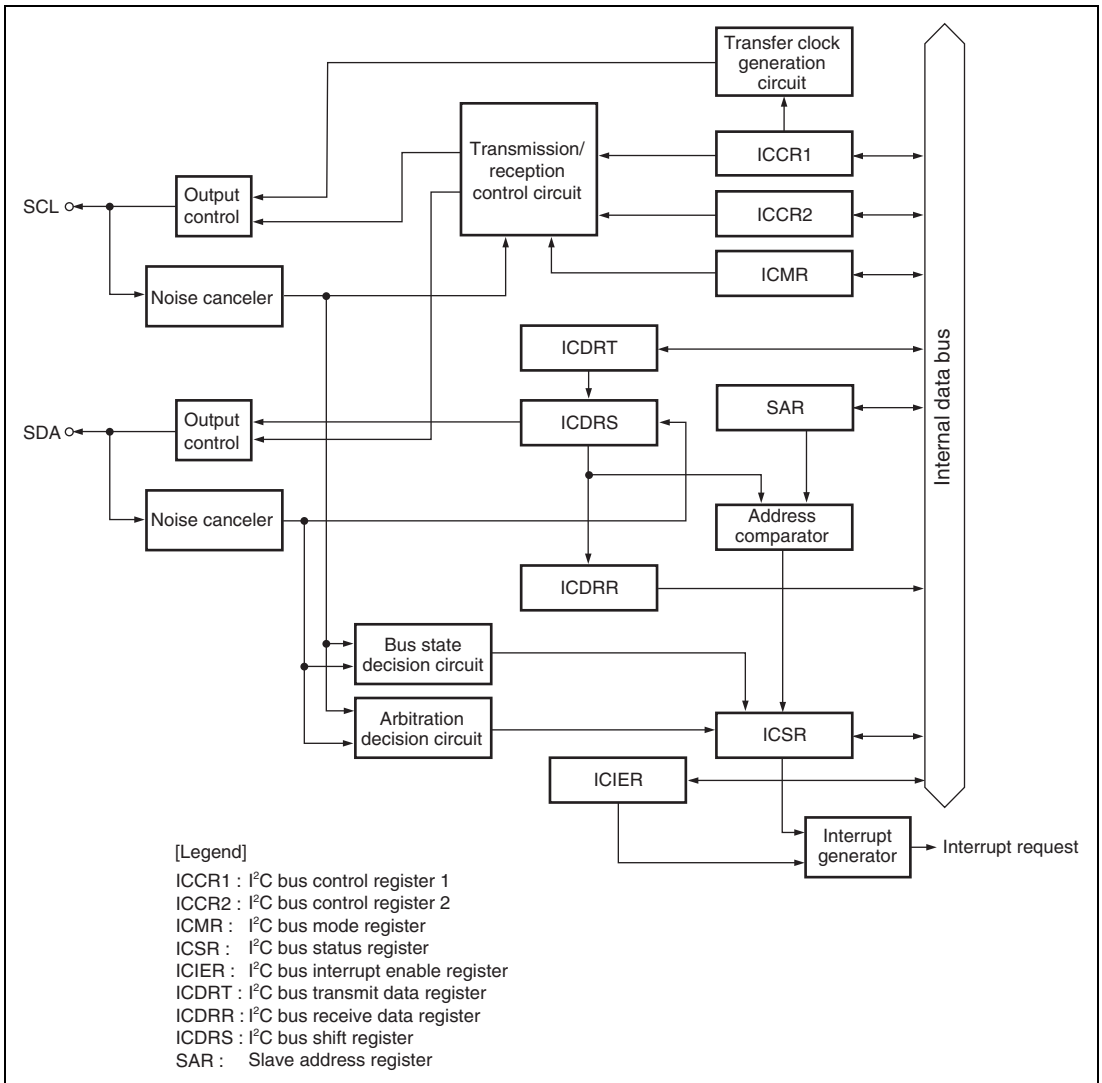 Transfer clock
generation
circuit
Transmission/
reception
control circuit
ICCR1
SCL
Output
control
ICCR2
ICMR
Noise canceler
ICDRT
Internal data bus
SAR
SDA
Output
control
ICDRS
Noise canceler
Address
comparator
ICDRR
Bus state
decision circuit
Arbitration
decision circuit
ICSR
ICIER
Interrupt
generator
Interrupt request
[Legend]
ICCR1 : I²C bus control register 1
ICCR2 : I²C bus control register 2
ICMR : I²C bus mode register
ICSR : I²C bus status register
ICIER : I²C bus interrupt enable register
ICDRT : I²C bus transmit data register
ICDRR : I²C bus receive data register
ICDRS : I²C bus shift register
SAR : Slave address register